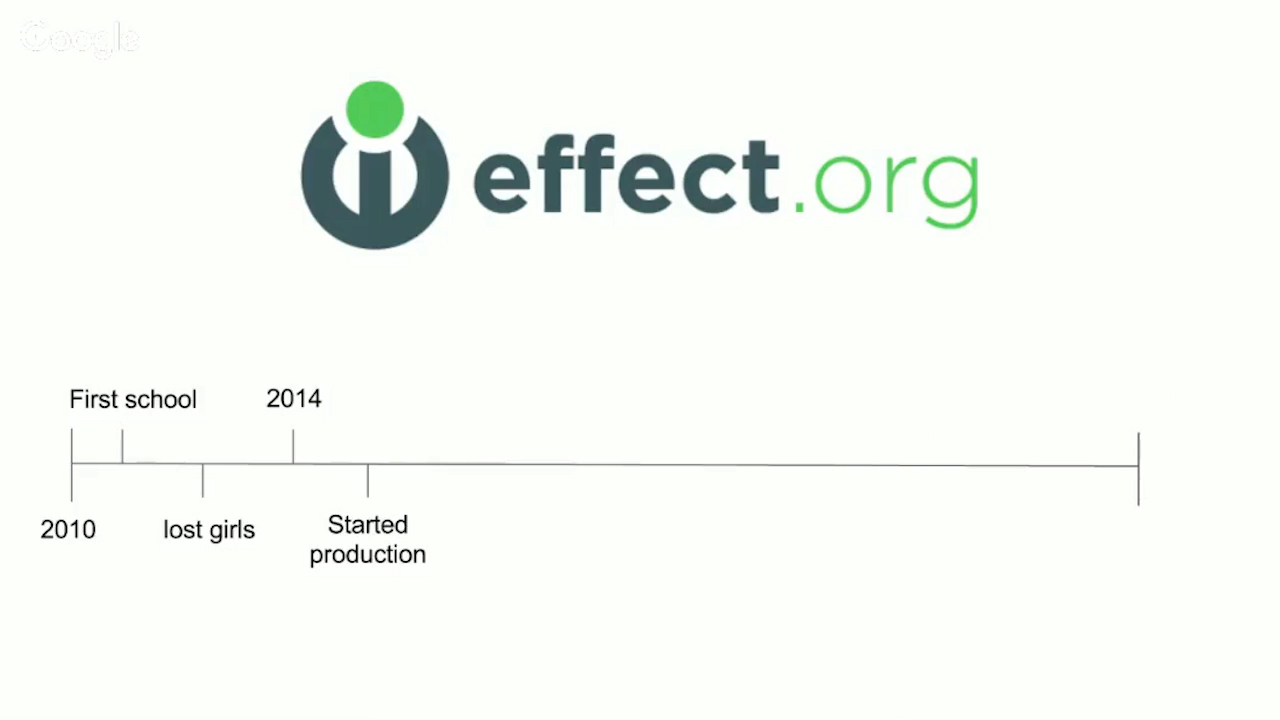 Google
effect.org
First school
2014
2010
lost girls
Started
production